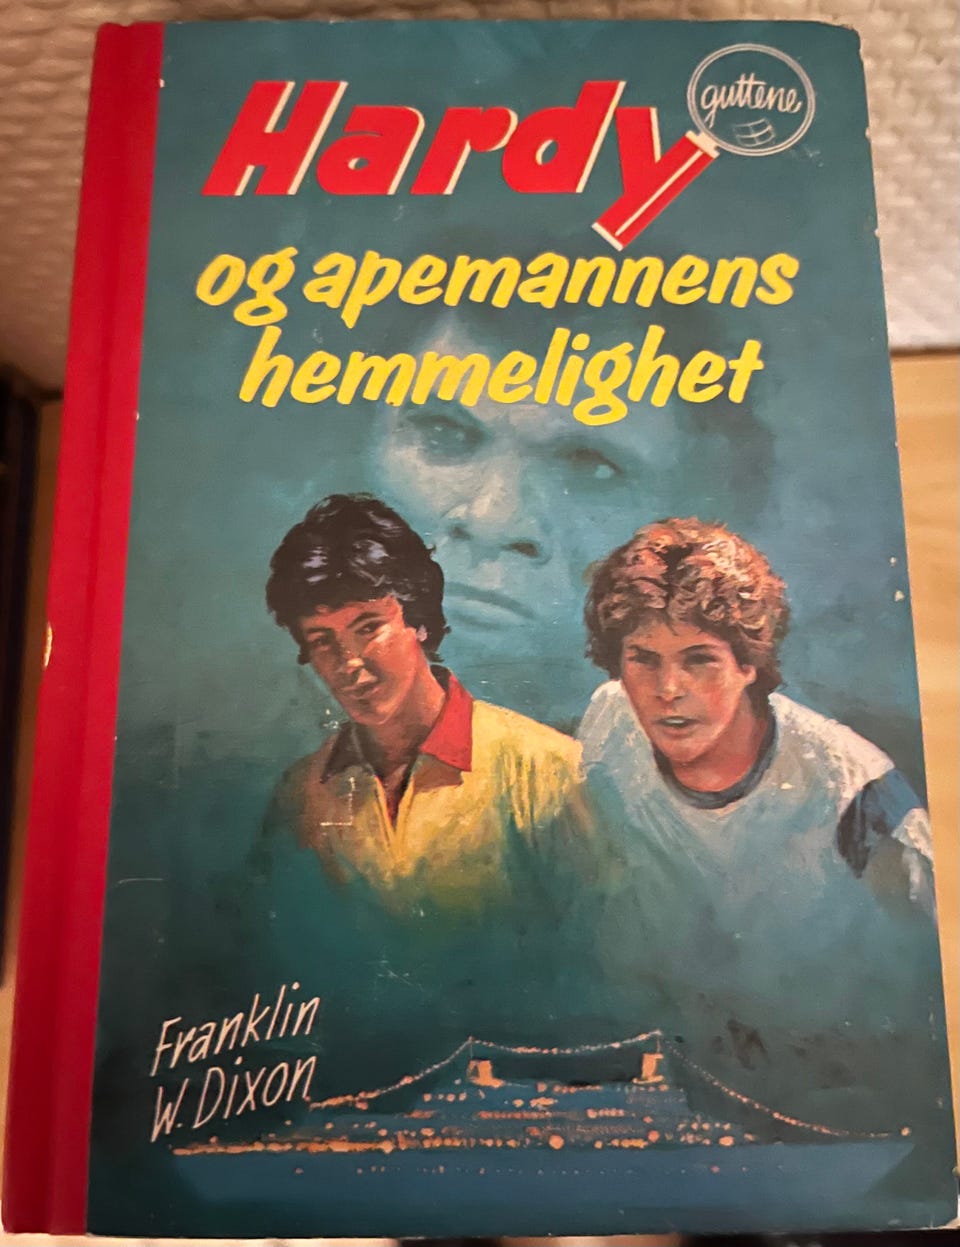 Hardy
guttene
og apemannens
hemmelighet
Franklin
W. Dixon